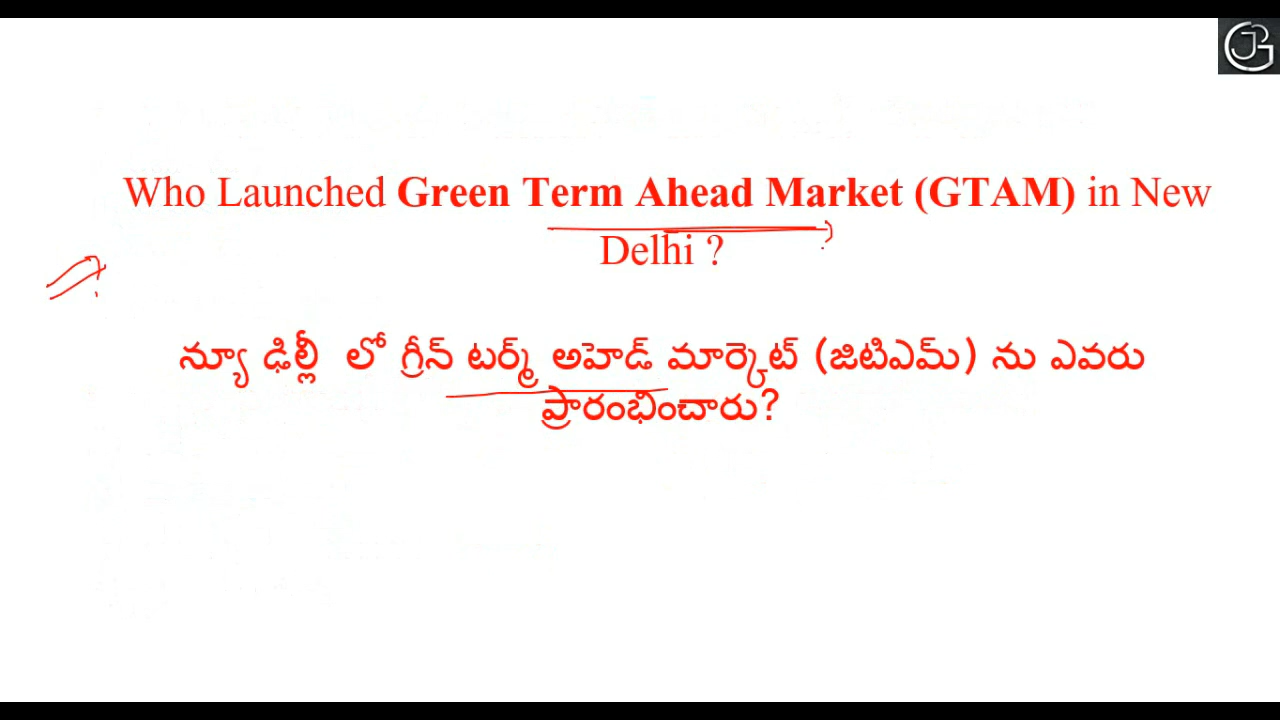 Who Launched Green Term Ahead Market (GTAM) in New
Delhi ?
న్యూ ఢిల్లీ లో గ్రీన్ టర్మ్ అహెడ్ మార్కెట్ (జిటిఎమ్) ను ఎవరు
ప్రారంభించారు?